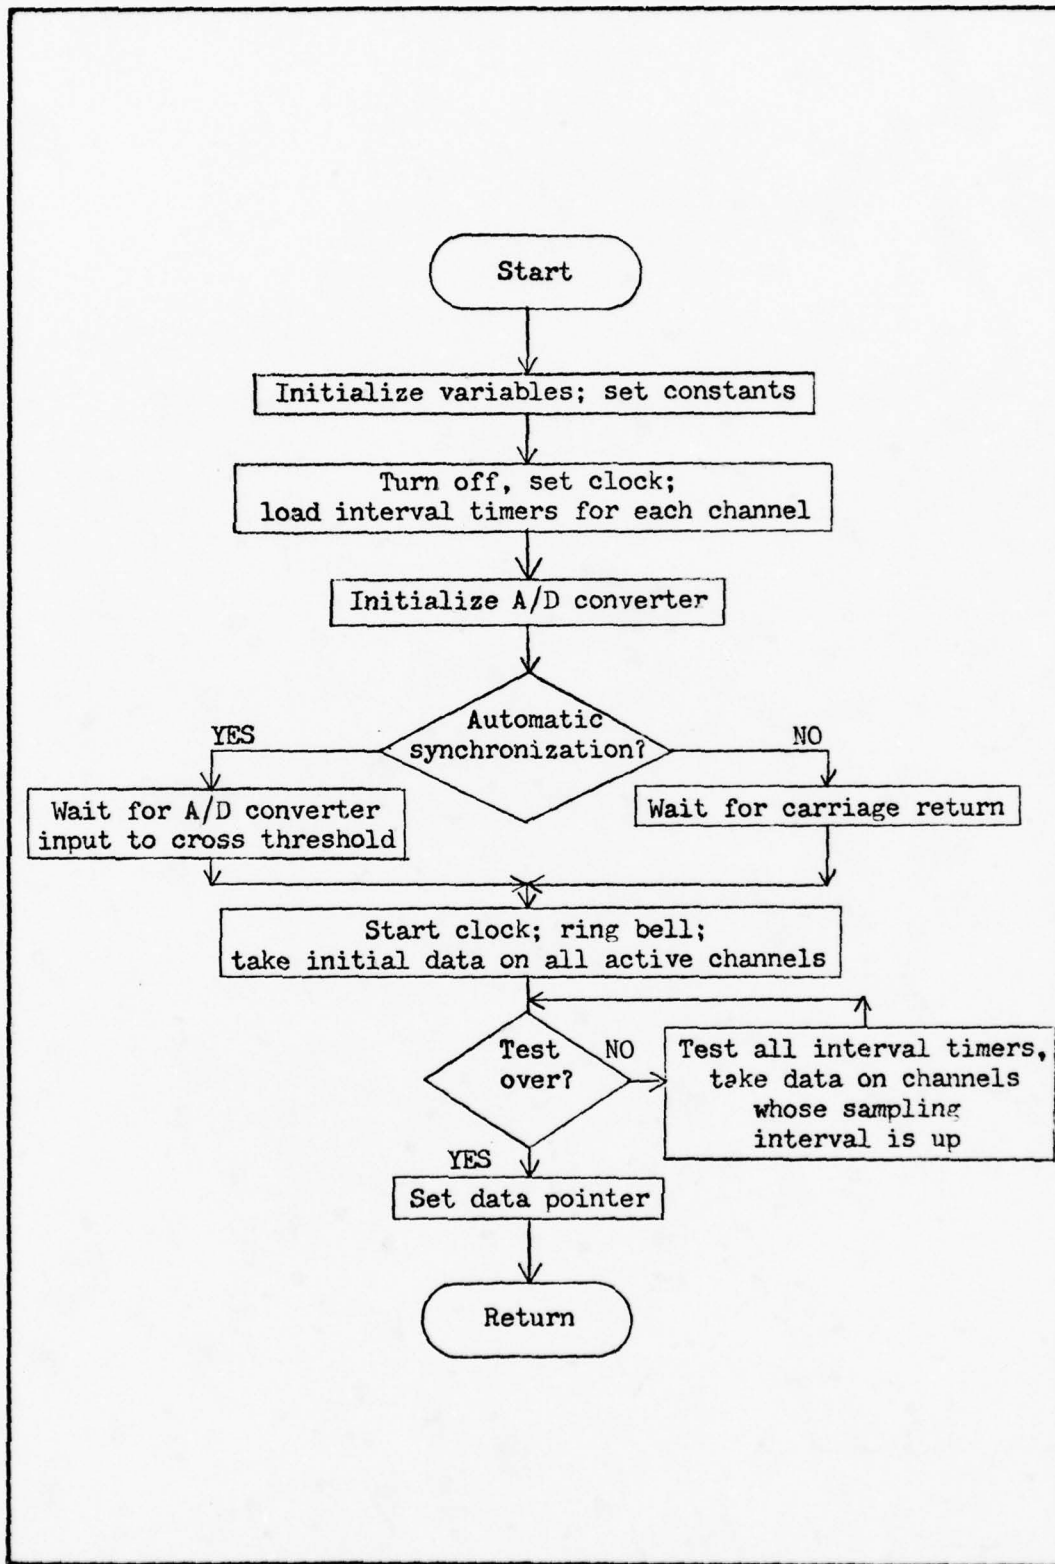 Start
Initialize variables; set constants
Turn off, set clock;
load interval timers for each channel
Initialize A/D converter
Automatic
synchronization?
YES
NO
Wait for A/D converter
input to cross threshold
Wait for carriage return
Start clock; ring bell;
take initial data on all active channels
Test
over?
NO
Test all interval timers,
take data on channels
whose sampling
interval is up
YES
Set data pointer
Return